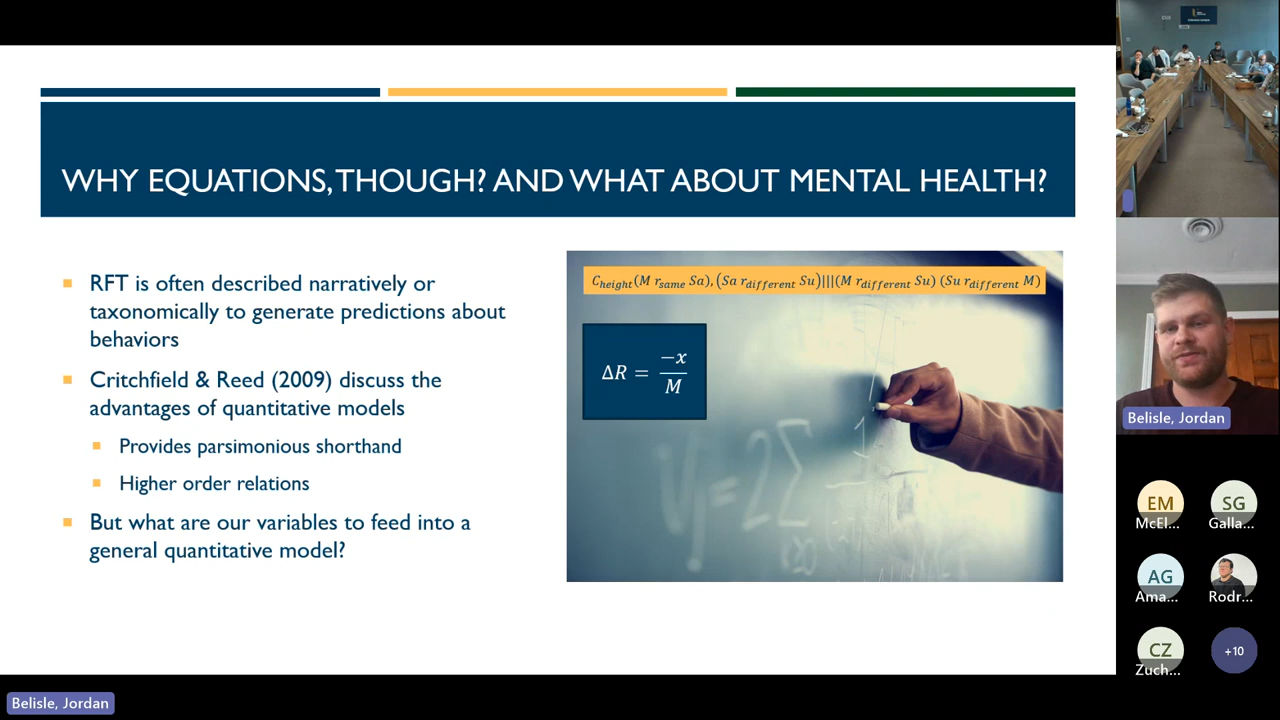 WHY EQUATIONS, THOUGH? AND WHAT ABOUT MENTAL HEALTH?
RFT is often described narratively or
taxonomically to generate predictions about
behaviors
Critchfield & Reed (2009) discuss the
advantages of quantitative models
Provides parsimonious shorthand
Higher order relations
But what are our variables to feed into a
general quantitative model?
C_height(M r_same Sa), (Sa r_different Su)|||(M r_different Su) (Su r_different M)
ΔR = −x/M
Belisle, Jordan
EM
McEl...
SG
Galla...
AG
Ama...
Rodr...
CZ
Zuch...
+10
Belisle, Jordan